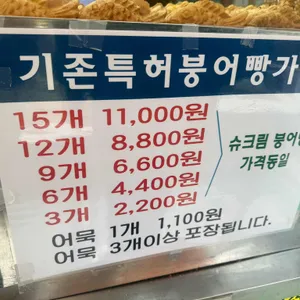 기존특허붕어빵가
15개 11,000원
12개 8,800원
9개 6,600원
6개 4,400원
3개 2,200원
슈크림 붕어
가격동일
어묵 1개 1,100원
어묵 3개이상 포장됩니다.